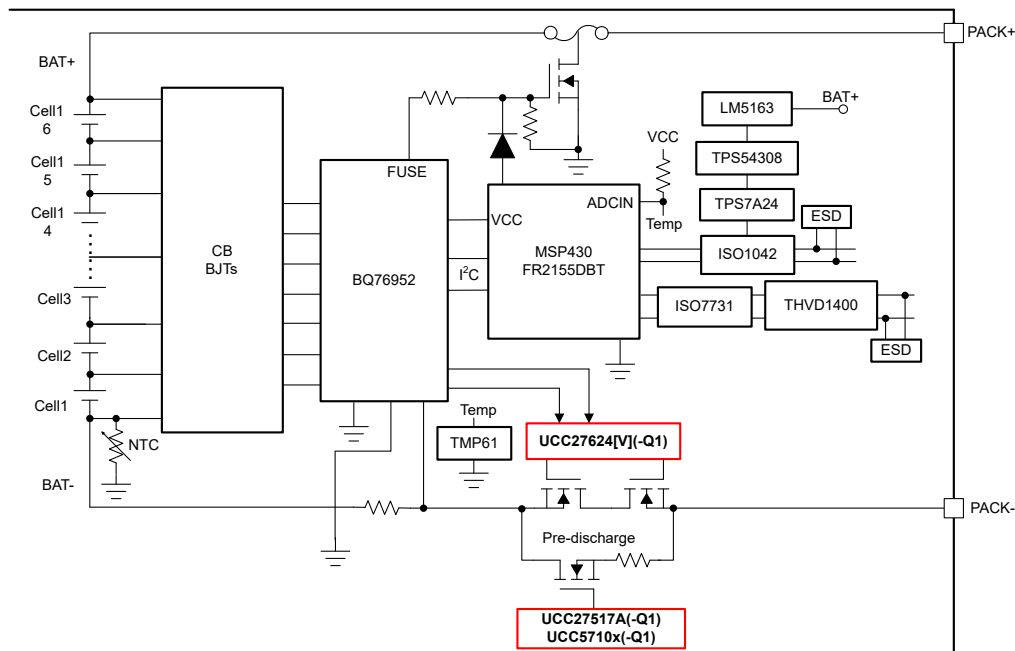 PACK+
BAT+
Cell1
6
Cell1
5
Cell1
4
Cell3
Cell2
Cell1
NTC
BAT-
CB
BJTs
FUSE
BQ76952
I²C
VCC
ADCIN
MSP430
FR2155DBT
VCC
Temp
LM5163
BAT+
TPS54308
TPS7A24
ESD
ISO1042
ISO7731
THVD1400
ESD
Temp
TMP61
UCC27624[V](-Q1)
PACK-
Pre-discharge
UCC27517A(-Q1)
UCC5710x(-Q1)